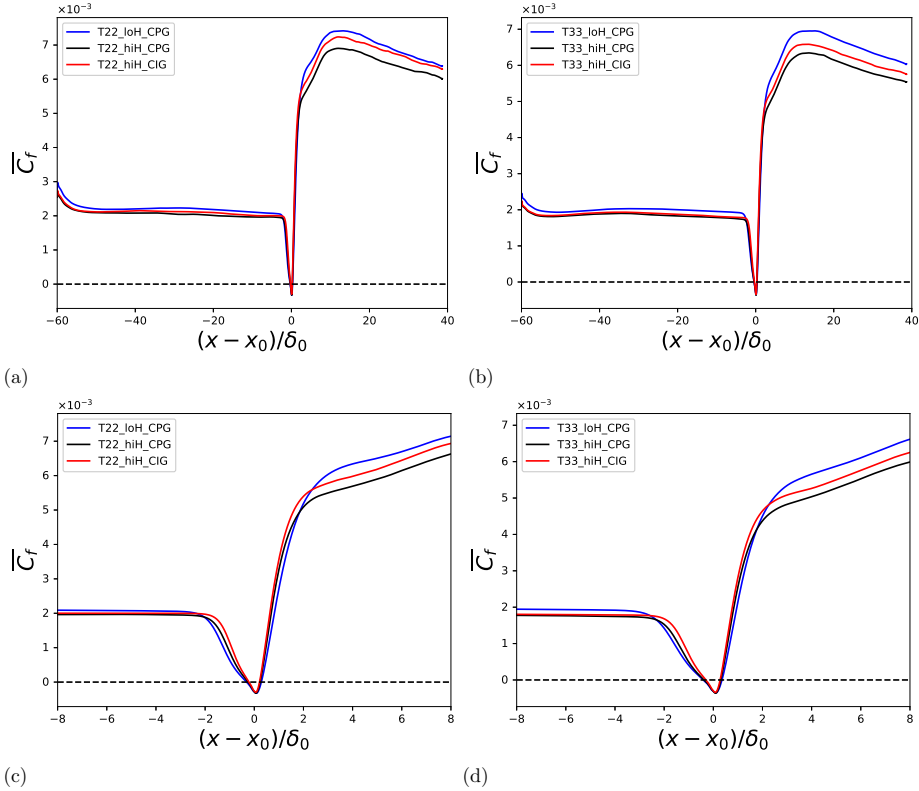 ×10⁻³
T22_loH_CPG
T22_hiH_CPG
T22_hiH_CIG
7
6
5
4
3
2
1
0
C̅f
−60
−40
−20
0
20
40
(x − x₀)/δ₀
(a)
×10⁻³
T33_loH_CPG
T33_hiH_CPG
T33_hiH_CIG
7
6
5
4
3
2
1
0
C̅f
−60
−40
−20
0
20
40
(x − x₀)/δ₀
(b)
×10⁻³
T22_loH_CPG
T22_hiH_CPG
T22_hiH_CIG
7
6
5
4
3
2
1
0
C̅f
−8
−6
−4
−2
0
2
4
6
8
(x − x₀)/δ₀
(c)
×10⁻³
T33_loH_CPG
T33_hiH_CPG
T33_hiH_CIG
7
6
5
4
3
2
1
0
C̅f
−8
−6
−4
−2
0
2
4
6
8
(x − x₀)/δ₀
(d)